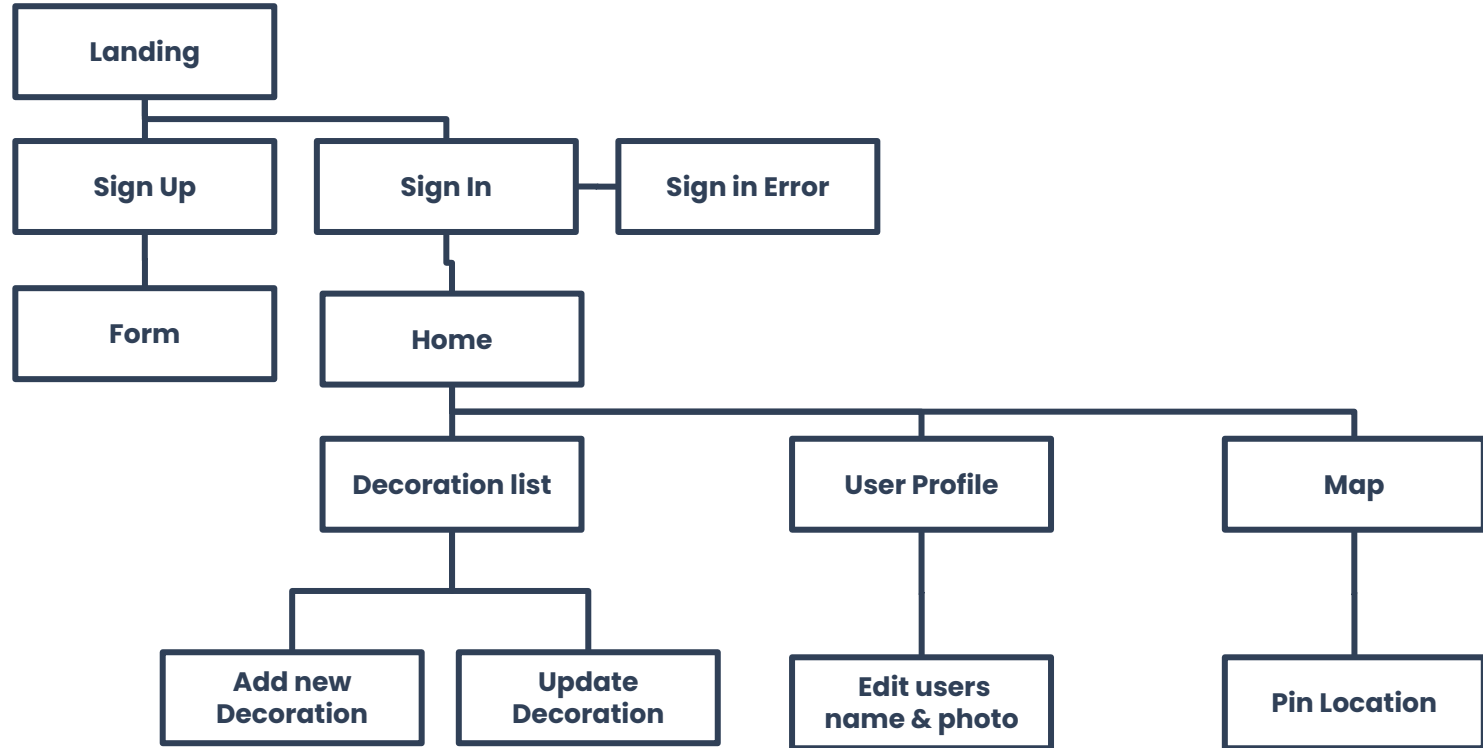 Landing
Sign Up
Sign In
Sign in Error
Form
Home
Decoration list
User Profile
Map
Add new
Decoration
Update
Decoration
Edit users
name & photo
Pin Location